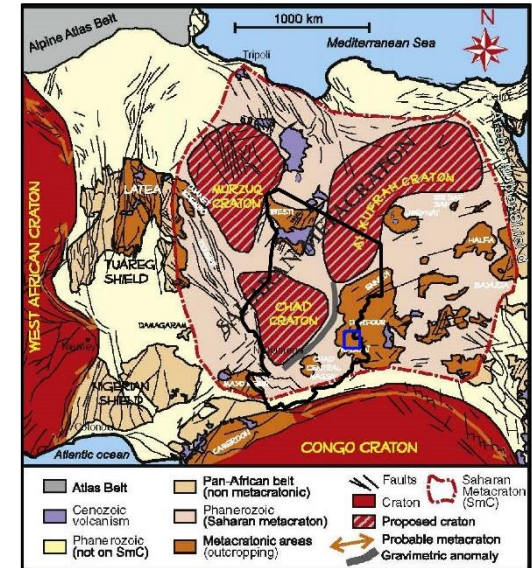 Alpine Atlas Belt
1000 km
N
Mediterranean Sea
Tripoli
MURZUQ
CRATON
AL KUFRAH CRATON
SAHARAN METACRATON
WEST AFRICAN CRATON
LATEA
TUAREG
SHIELD
HALFA
BAYUDA
CHAD
CRATON
DAMAGARAM
Niamey
NIGERIAN
SHIELD
CHAD
CENTRAL
MASSIF
Cotonou
CAMEROON
Atlantic ocean
CONGO CRATON
Atlas Belt
Cenozoic
volcanism
Phanerozoic
(not on SmC)
Pan-African belt
(non metacratonic)
Phanerozoic
(Saharan metacraton)
Metacratonic areas
(outcropping)
Faults
Craton
Saharan
Metacraton
(SmC)
Proposed craton
Probable metacraton
Gravimetric anomaly